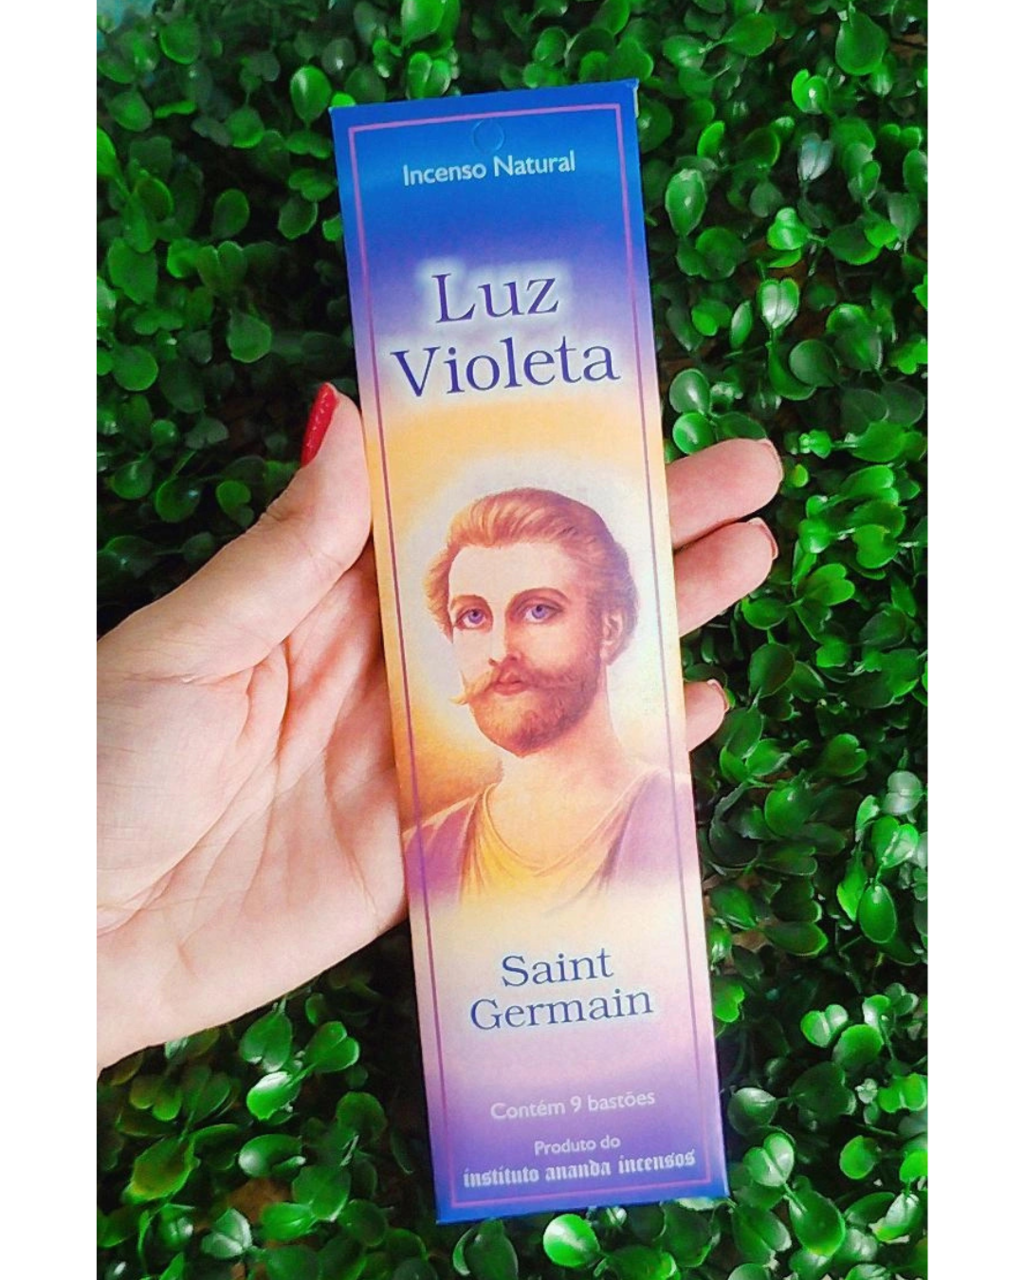 Incenso Natural
Luz
Violeta
Saint
Germain
Contém 9 bastões
Produto do
instituto ananda incensos